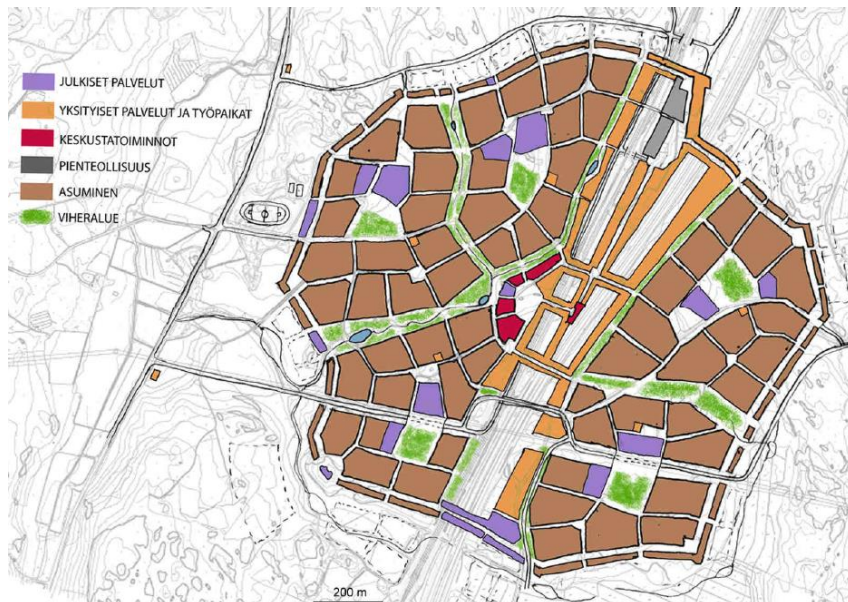 JULKISET PALVELUT
YKSITYISET PALVELUT JA TYÖPAIKAT
KESKUSTATOIMINNOT
PIENTEOLLISUUS
ASUMINEN
VIHERALUE
200 m